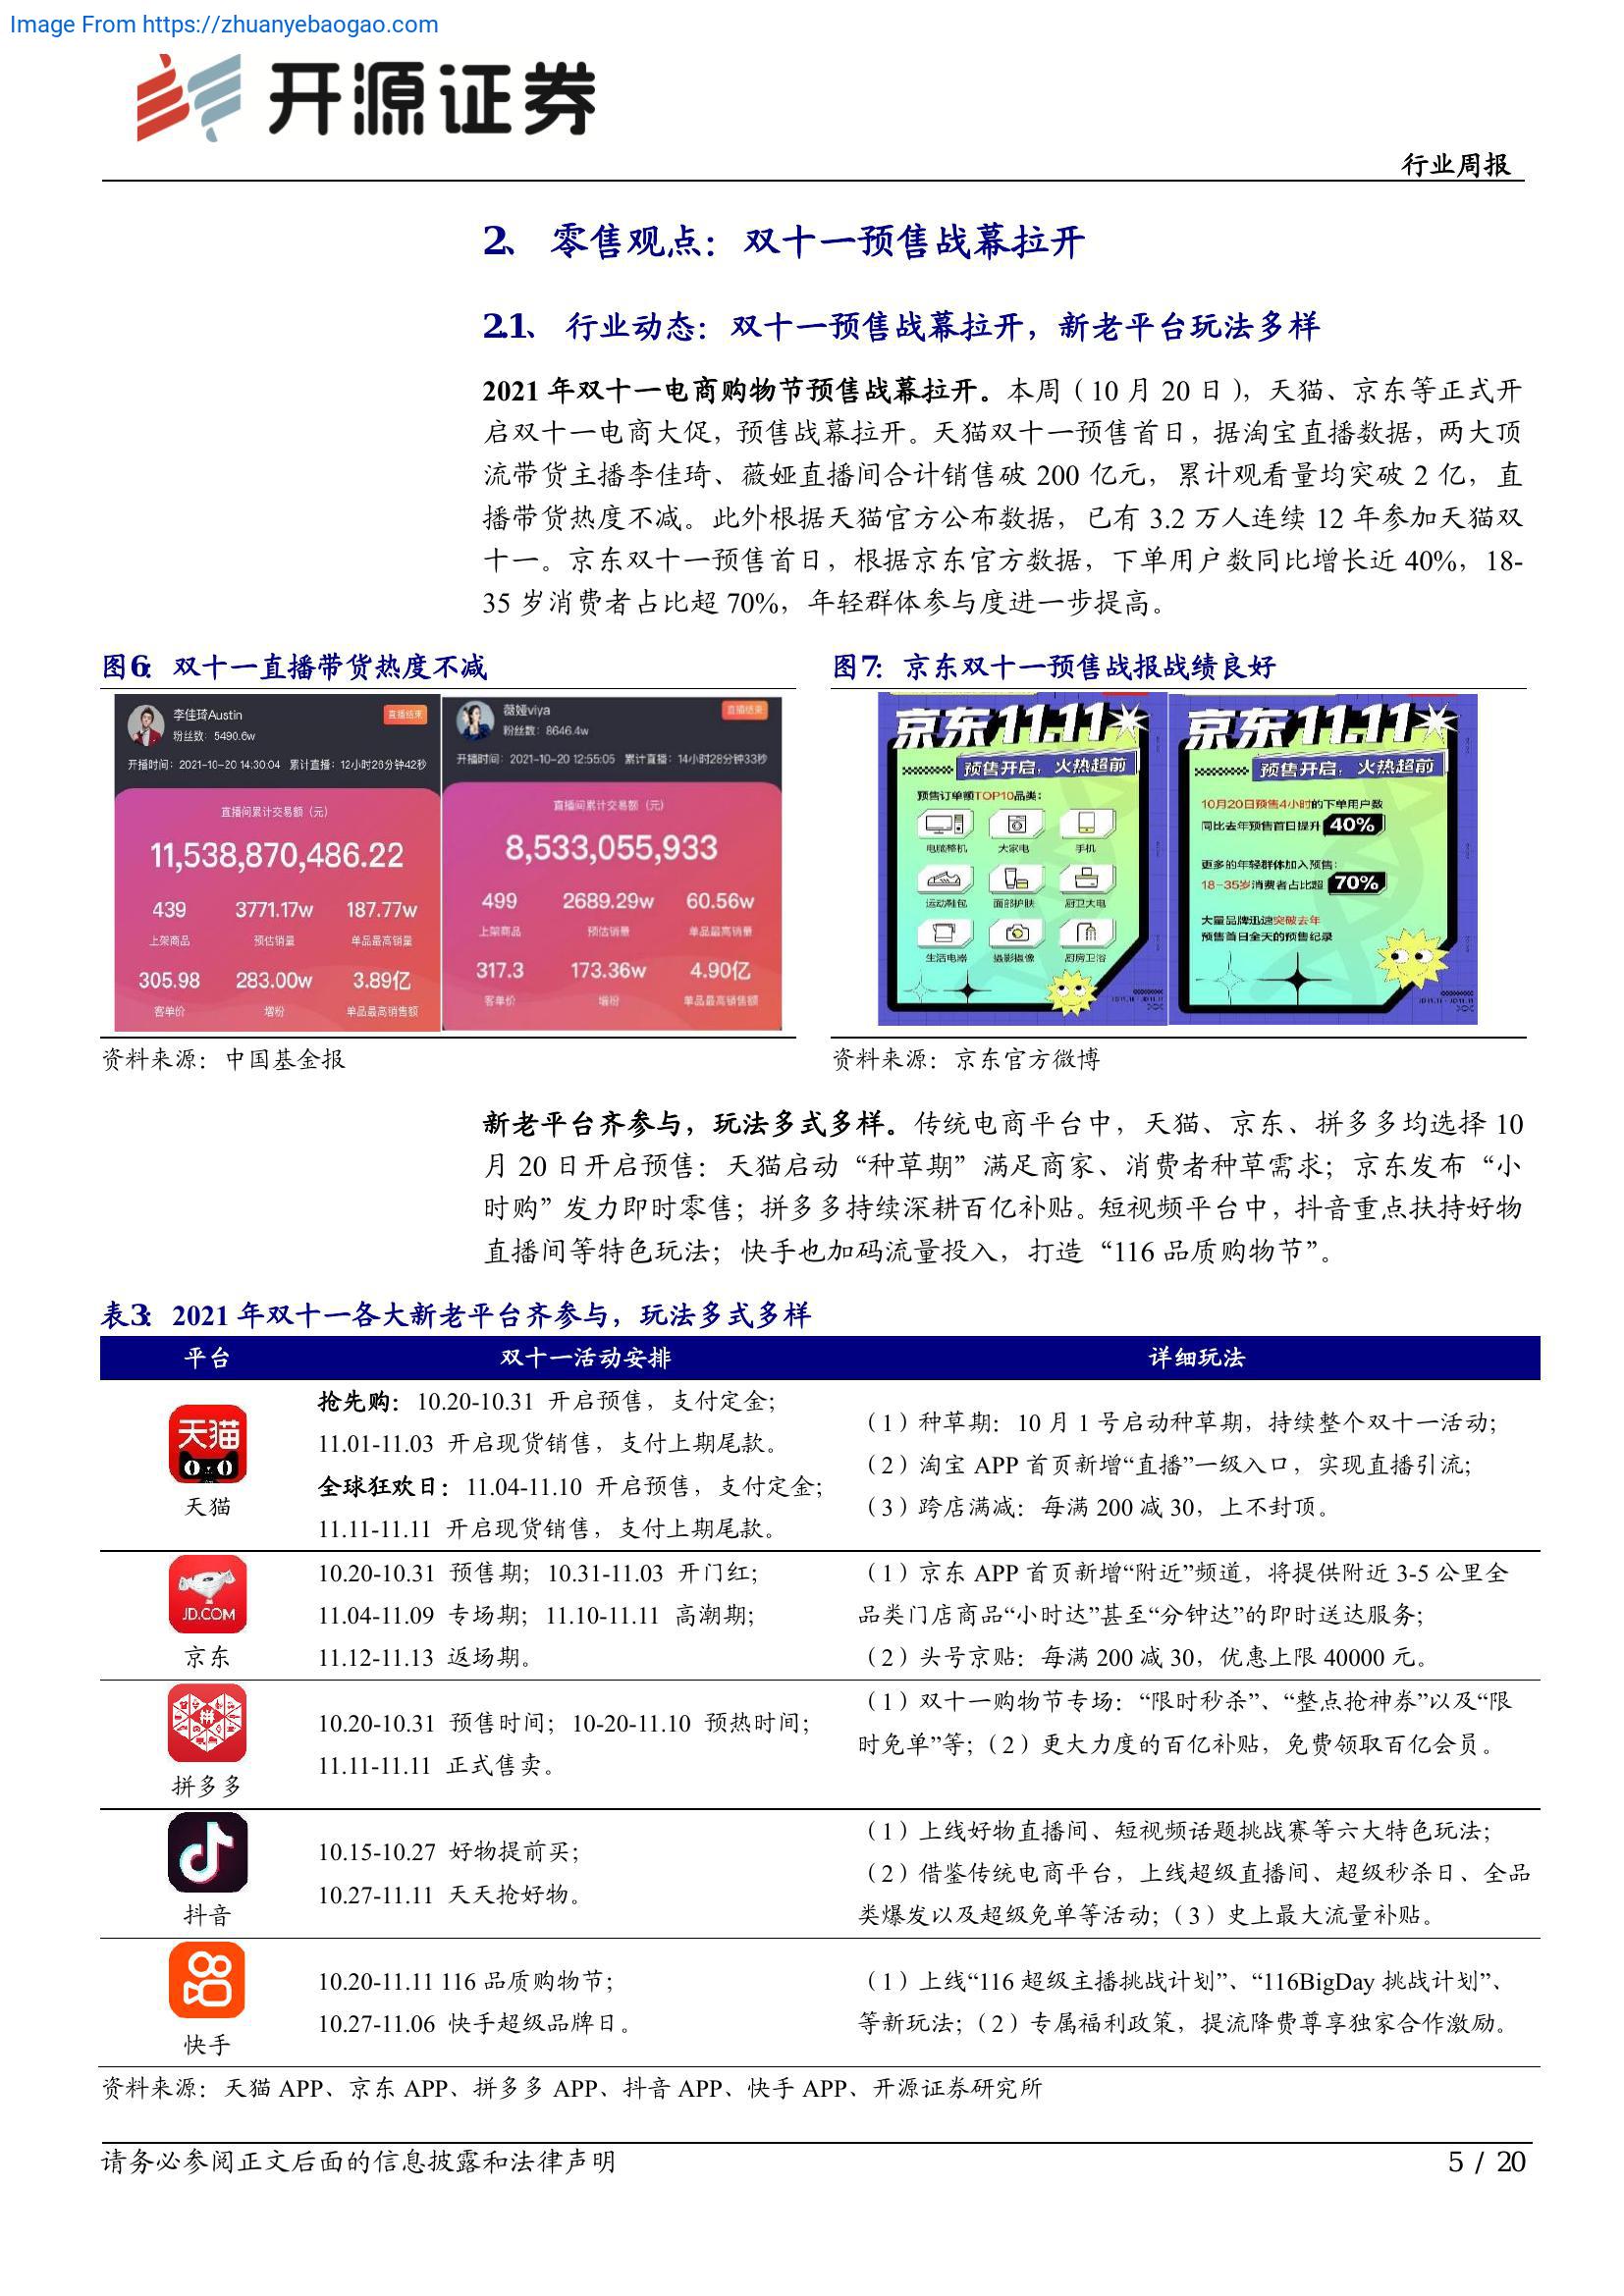 Image From https://zhuanyebaogao.com
开源证券
行业周报
2、 零售观点：双十一预售战幕拉开
2.1、 行业动态：双十一预售战幕拉开，新老平台玩法多样
2021 年双十一电商购物节预售战幕拉开。本周（10 月 20 日），天猫、京东等正式开
启双十一电商大促，预售战幕拉开。天猫双十一预售首日，据淘宝直播数据，两大顶
流带货主播李佳琦、薇娅直播间合计销售破 200 亿元，累计观看量均突破 2 亿，直
播带货热度不减。此外根据天猫官方公布数据，已有 3.2 万人连续 12 年参加天猫双
十一。京东双十一预售首日，根据京东官方数据，下单用户数同比增长近 40%，18-
35 岁消费者占比超 70%，年轻群体参与度进一步提高。
图6： 双十一直播带货热度不减
李佳琦Austin
直播结束
粉丝数：5490.6w
开播时间：2021-10-20 14:30:04 累计直播：12小时26分钟42秒
直播间累计交易额（元）
11,538,870,486.22
439 3771.17w 187.77w
上架商品 预估销量 单品最高销量
305.98 283.00w 3.89亿
客单价 增粉 单品最高销售额
薇娅viya
直播结束
粉丝数：8646.4w
开播时间：2021-10-20 12:55:05 累计直播：14小时28分钟33秒
直播间累计交易额（元）
8,533,055,933
499 2689.29w 60.56w
上架商品 预估销量 单品最高销量
317.3 173.36w 4.90亿
客单价 增粉 单品最高销售额
资料来源：中国基金报
图7： 京东双十一预售战报战绩良好
京东11.11
预售开启，火热超前
预售订单额TOP10品类：
电脑整机 大家电 手机
运动鞋包 面部护肤 厨卫大电
生活电器 摄影摄像 厨房卫浴
京东11.11
预售开启，火热超前
10月20日预售4小时的下单用户数
同比去年预售首日提升 40%
更多的年轻群体加入预售：
18-35岁消费者占比超 70%
大量品牌迅速突破去年
预售首日全天的预售纪录
资料来源：京东官方微博
新老平台齐参与，玩法多式多样。传统电商平台中，天猫、京东、拼多多均选择 10
月 20 日开启预售：天猫启动“种草期”满足商家、消费者种草需求；京东发布“小
时购”发力即时零售；拼多多持续深耕百亿补贴。短视频平台中，抖音重点扶持好物
直播间等特色玩法；快手也加码流量投入，打造“116 品质购物节”。
表3： 2021 年双十一各大新老平台齐参与，玩法多式多样
平台 双十一活动安排 详细玩法
天猫
天猫
抢先购：10.20-10.31 开启预售，支付定金；
11.01-11.03 开启现货销售，支付上期尾款。
全球狂欢日：11.04-11.10 开启预售，支付定金；
11.11-11.11 开启现货销售，支付上期尾款。
（1）种草期：10 月 1 号启动种草期，持续整个双十一活动；
（2）淘宝 APP 首页新增“直播”一级入口，实现直播引流；
（3）跨店满减：每满 200 减 30，上不封顶。
JD.COM
京东
10.20-10.31 预售期；10.31-11.03 开门红；
11.04-11.09 专场期；11.10-11.11 高潮期；
11.12-11.13 返场期。
（1）京东 APP 首页新增“附近”频道，将提供附近 3-5 公里全
品类门店商品“小时达”甚至“分钟达”的即时送达服务；
（2）头号京贴：每满 200 减 30，优惠上限 40000 元。
拼
拼多多
10.20-10.31 预售时间；10-20-11.10 预热时间；
11.11-11.11 正式售卖。
（1）双十一购物节专场：“限时秒杀”、“整点抢神券”以及“限
时免单”等；（2）更大力度的百亿补贴，免费领取百亿会员。
抖音
10.15-10.27 好物提前买；
10.27-11.11 天天抢好物。
（1）上线好物直播间、短视频话题挑战赛等六大特色玩法；
（2）借鉴传统电商平台，上线超级直播间、超级秒杀日、全品
类爆发以及超级免单等活动；（3）史上最大流量补贴。
快手
10.20-11.11 116 品质购物节；
10.27-11.06 快手超级品牌日。
（1）上线“116 超级主播挑战计划”、“116BigDay 挑战计划”、
等新玩法；（2）专属福利政策，提流降费尊享独家合作激励。
资料来源：天猫 APP、京东 APP、拼多多 APP、抖音 APP、快手 APP、开源证券研究所
请务必参阅正文后面的信息披露和法律声明
5 / 20